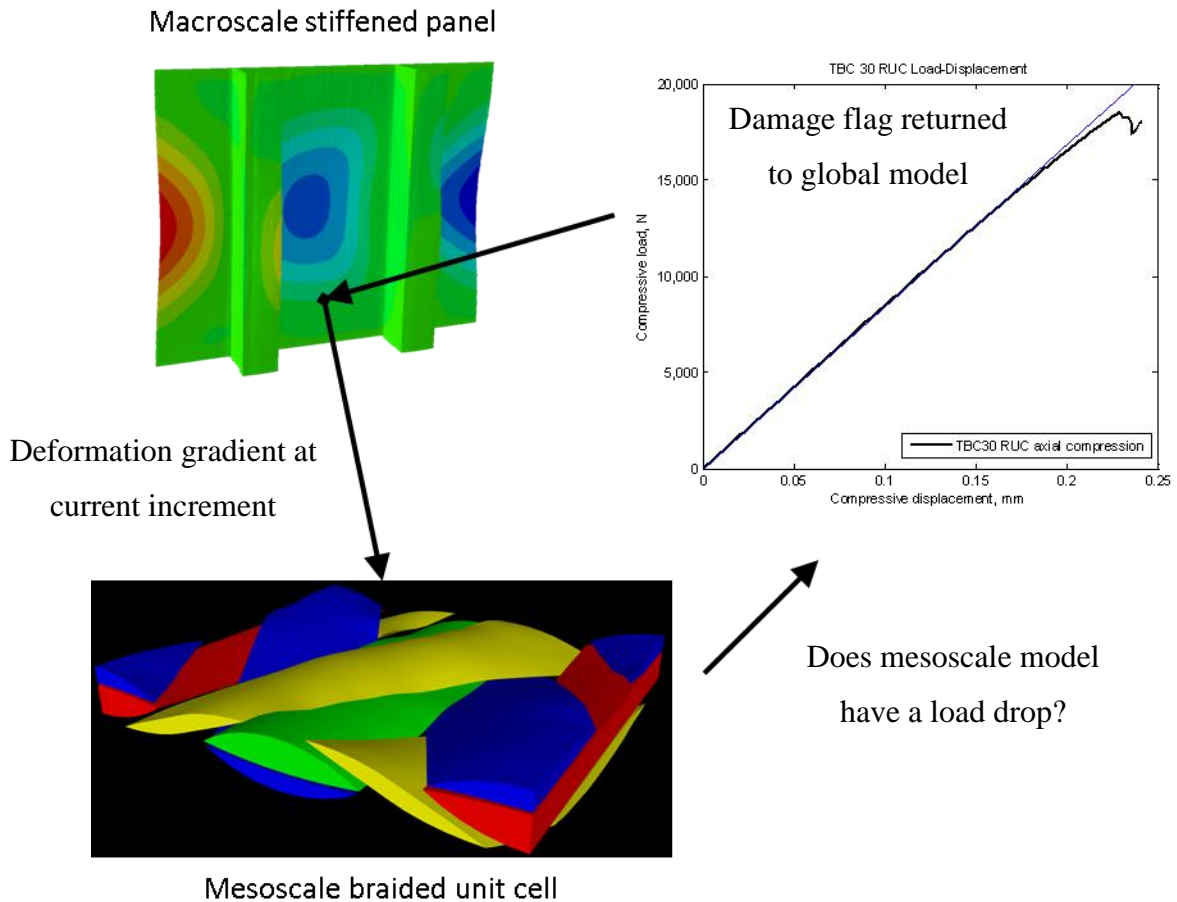 Macroscale stiffened panel
TBC 30 RUC Load-Displacement
20,000
15,000
10,000
5,000
0
Compressive load, N
Damage flag returned
to global model
TBC30 RUC axial compression
0
0.05
0.1
0.15
0.2
0.25
Compressive displacement, mm
Deformation gradient at
current increment
Does mesoscale model
have a load drop?
Mesoscale braided unit cell